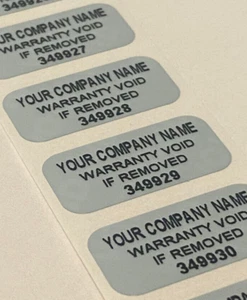 349926
YOUR COMPANY NAME
WARRANTY VOID
IF REMOVED
349927
YOUR COMPANY NAME
WARRANTY VOID
IF REMOVED
349928
YOUR COMPANY NAME
WARRANTY VOID
IF REMOVED
349929
YOUR COMPANY NAME
WARRANTY VOID
IF REMOVED
349930